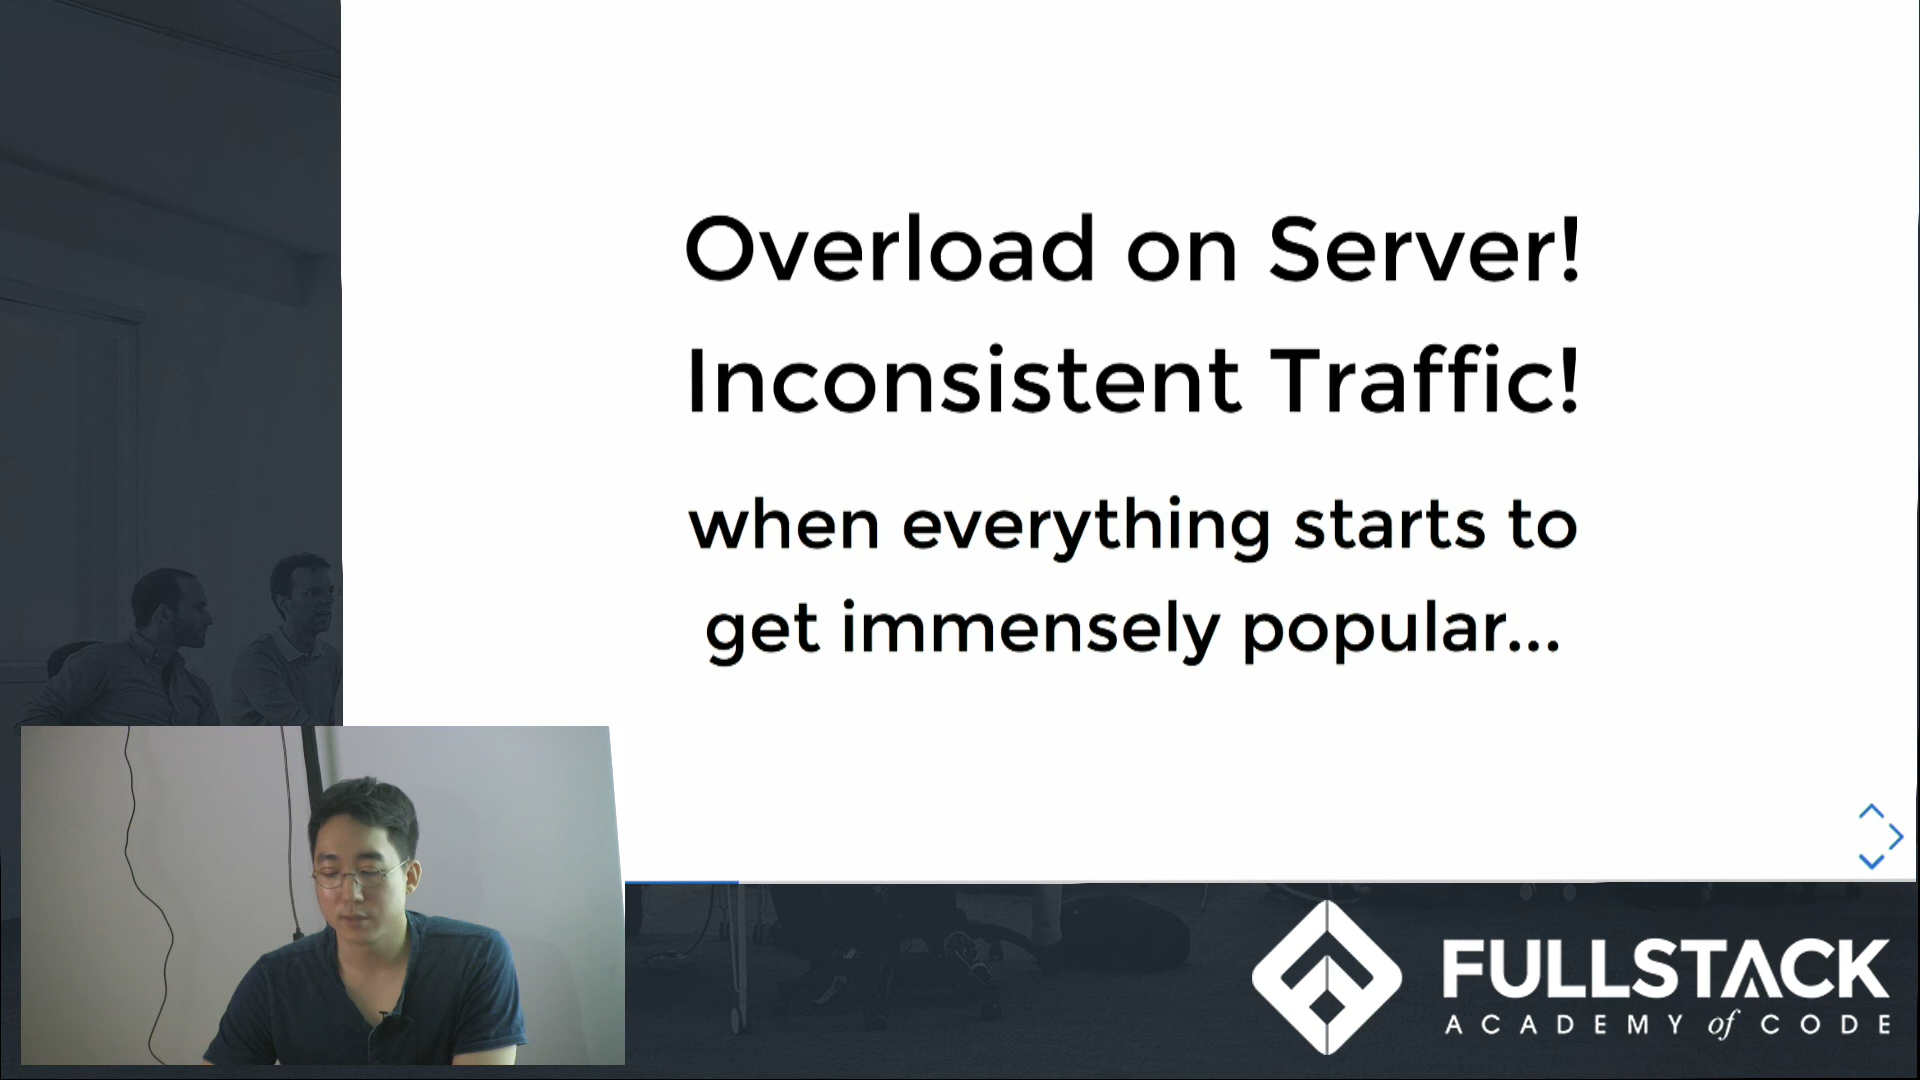 Overload on Server!
Inconsistent Traffic!
when everything starts to
get immensely popular...
FULLSTACK
ACADEMY of CODE